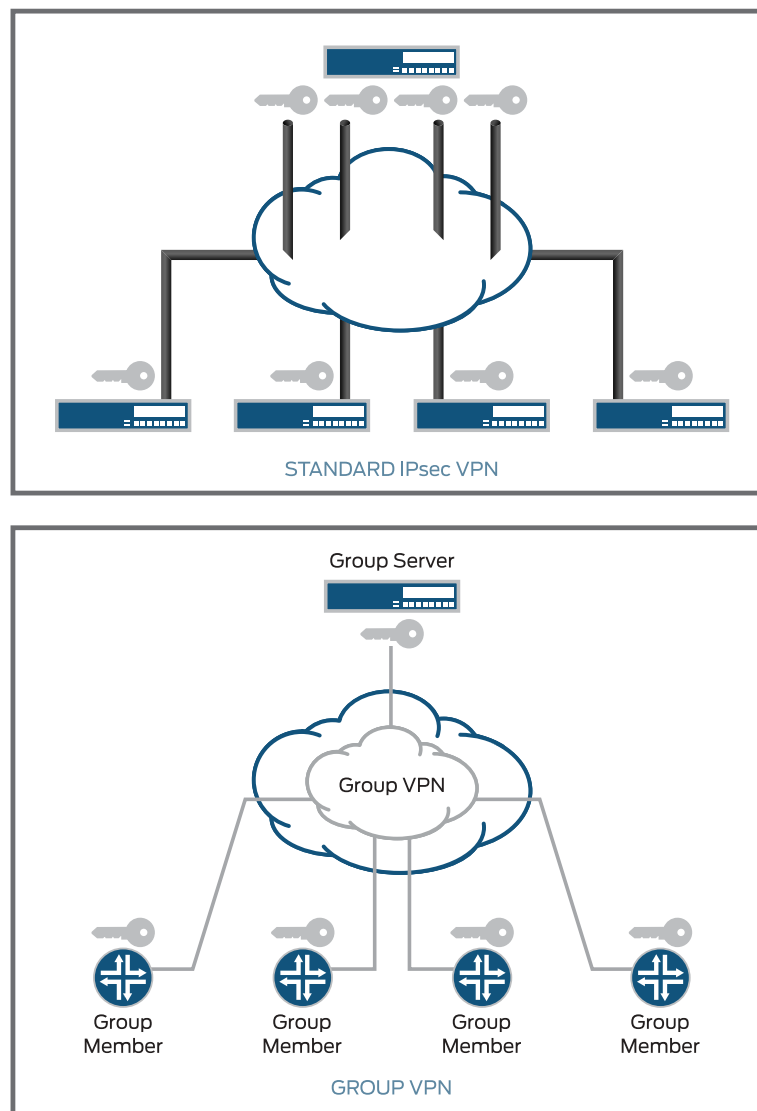 STANDARD IPsec VPN
Group Server
Group VPN
Group
Member
Group
Member
Group
Member
Group
Member
GROUP VPN